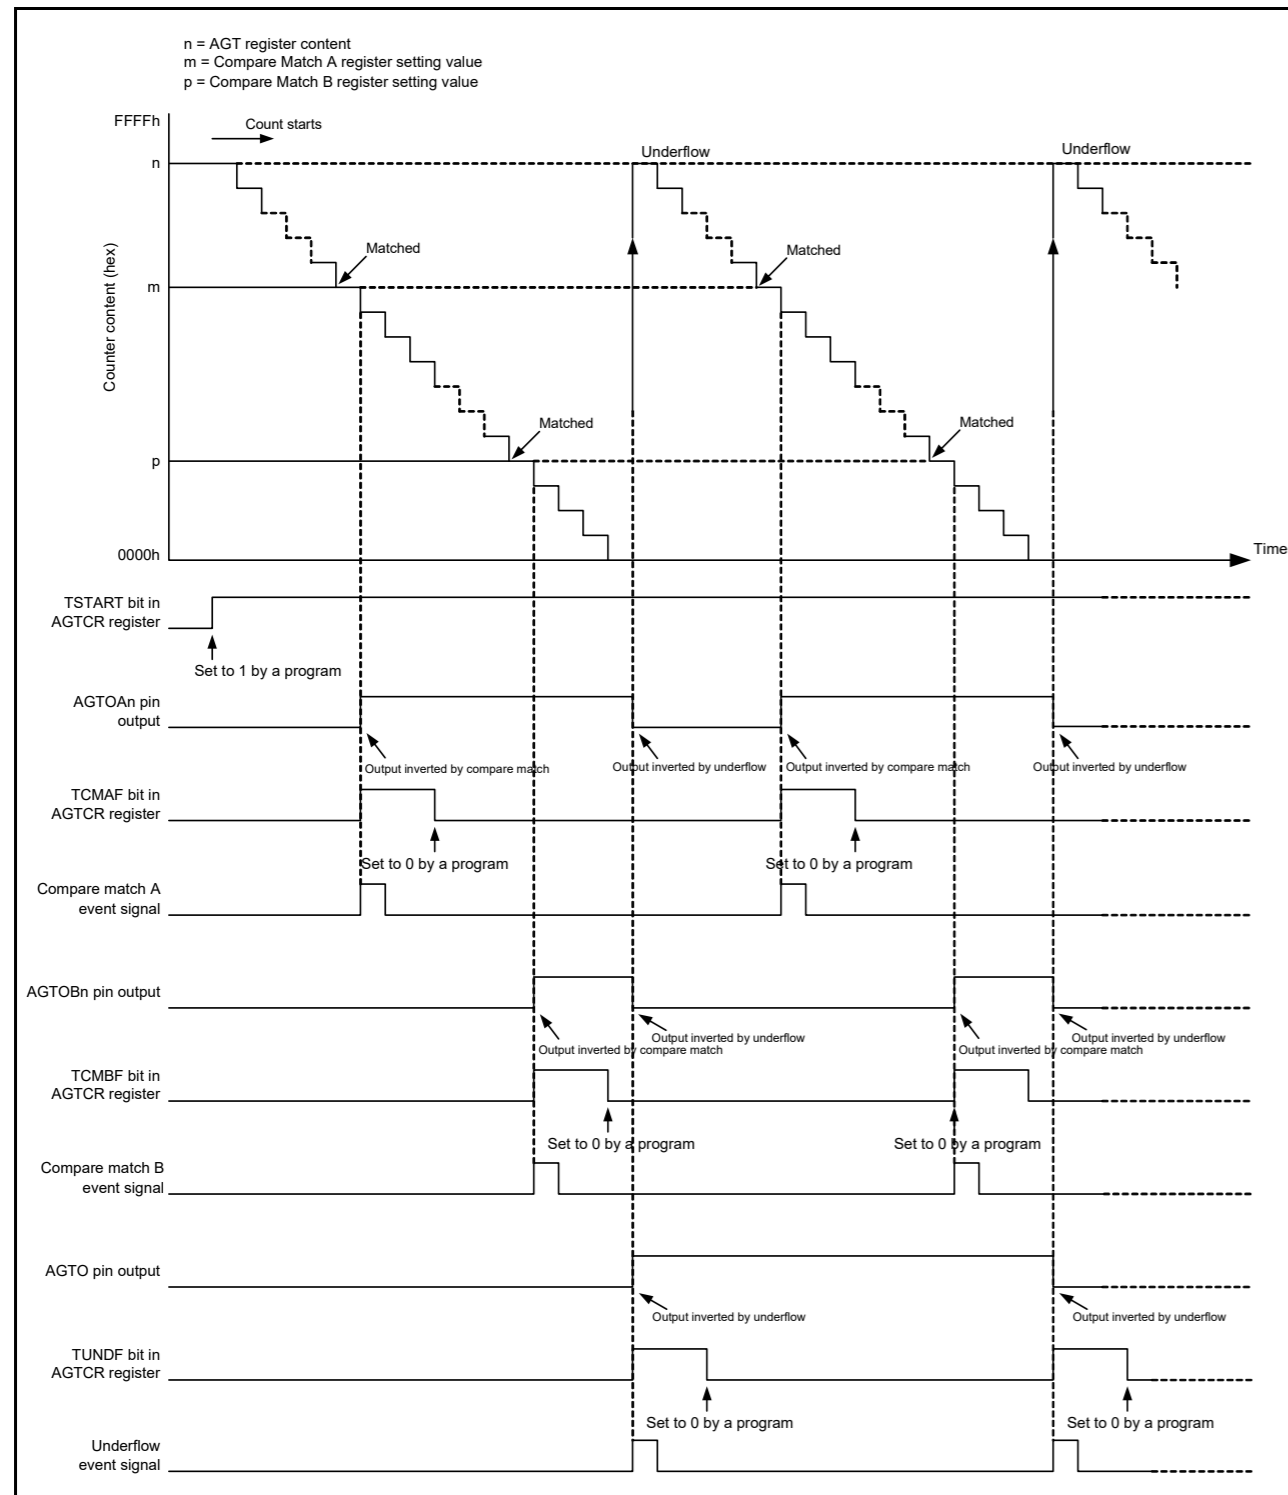 n = AGT register content
m = Compare Match A register setting value
p = Compare Match B register setting value
FFFFh
Count starts
n
Underflow
Underflow
Matched
Matched
Counter content (hex)
m
Matched
Matched
p
0000h
Time
TSTART bit in
AGTCR register
Set to 1 by a program
AGTOAn pin
output
Output inverted by compare match
Output inverted by underflow
Output inverted by compare match
Output inverted by underflow
TCMAF bit in
AGTCR register
Set to 0 by a program
Set to 0 by a program
Compare match A
event signal
AGTOBn pin output
Output inverted by compare match
Output inverted by underflow
Output inverted by compare match
Output inverted by underflow
TCMBF bit in
AGTCR register
Set to 0 by a program
Set to 0 by a program
Compare match B
event signal
AGTO pin output
Output inverted by underflow
Output inverted by underflow
TUNDF bit in
AGTCR register
Set to 0 by a program
Set to 0 by a program
Underflow
event signal